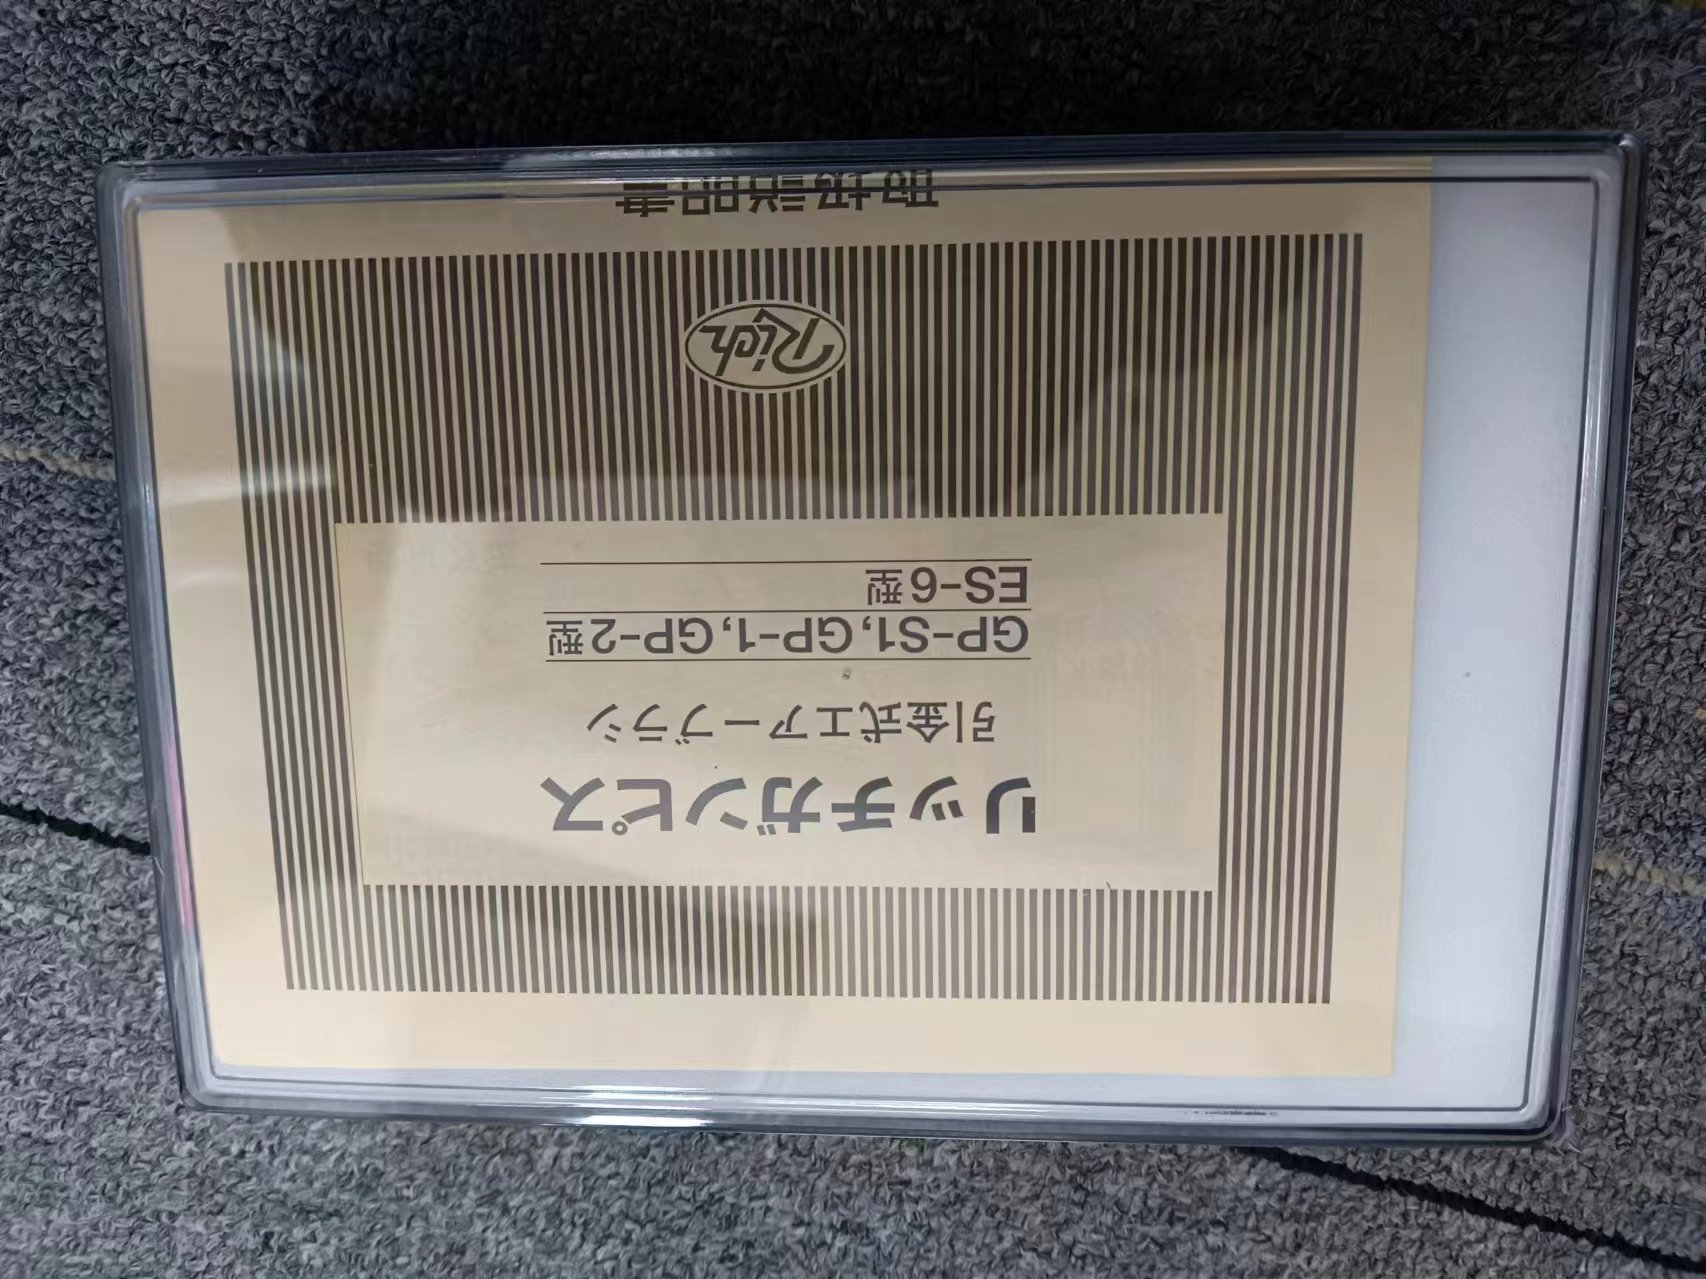 リッチガンピス
引金式エアーブラシ
GP-S1,GP-1,GP-2型
ES-6型
Rich
取扱説明書